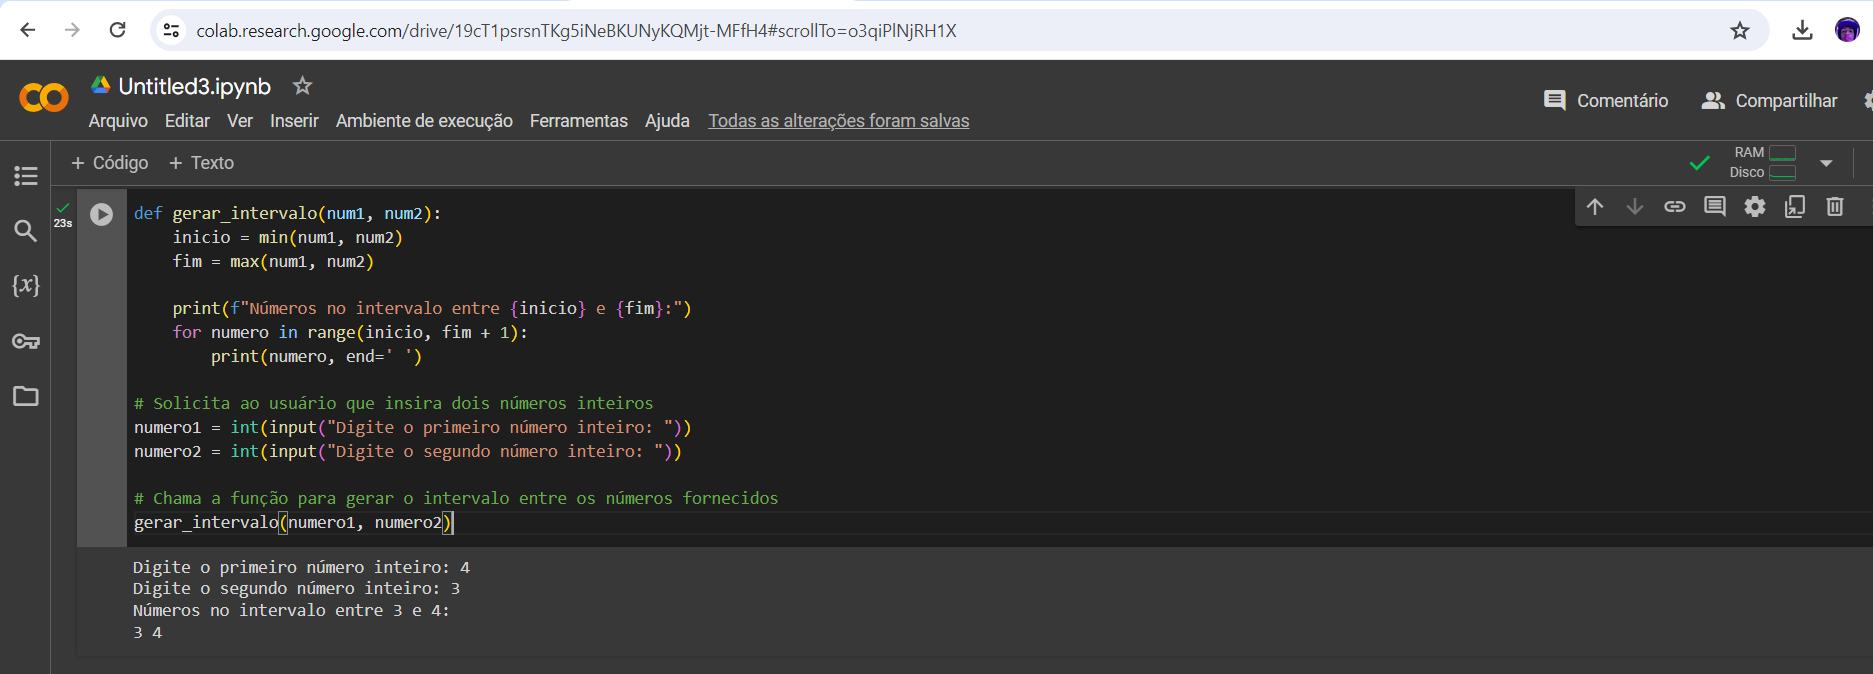 colab.research.google.com/drive/19cT1psrsnTKg5iNeBKUNyKQMjt-MFfH4#scrollTo=o3qiPlNjRH1X
Untitled3.ipynb
Arquivo Editar Ver Inserir Ambiente de execução Ferramentas Ajuda Todas as alterações foram salvas
Comentário Compartilhar
+ Código + Texto
RAM
Disco
23s
{x}
def gerar_intervalo(num1, num2):
    inicio = min(num1, num2)
    fim = max(num1, num2)

    print(f"Números no intervalo entre {inicio} e {fim}:")
    for numero in range(inicio, fim + 1):
        print(numero, end=' ')

# Solicita ao usuário que insira dois números inteiros
numero1 = int(input("Digite o primeiro número inteiro: "))
numero2 = int(input("Digite o segundo número inteiro: "))

# Chama a função para gerar o intervalo entre os números fornecidos
gerar_intervalo(numero1, numero2)
Digite o primeiro número inteiro: 4
Digite o segundo número inteiro: 3
Números no intervalo entre 3 e 4:
3 4